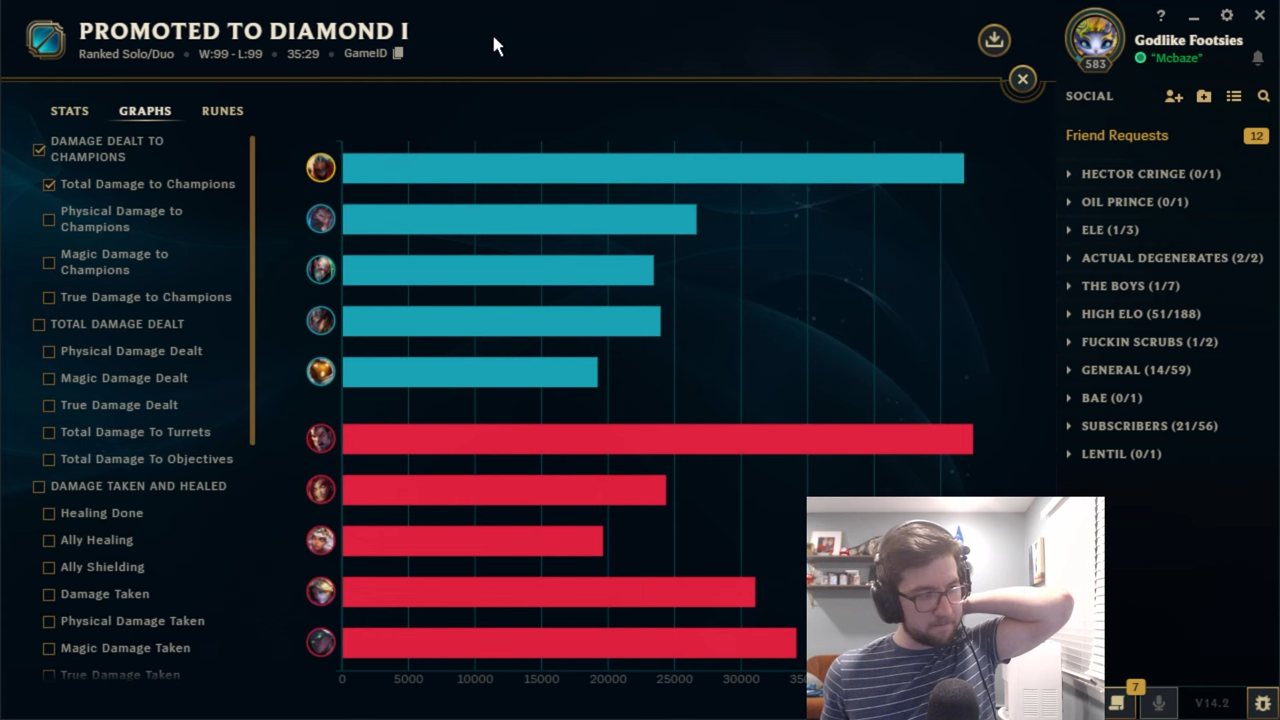 PROMOTED TO DIAMOND I
Ranked Solo/Duo • W:99 - L:99 • 35:29 GameID
?
Godlike Footsies
583
"Mcbaze"
STATS GRAPHS RUNES
SOCIAL
Friend Requests 12
DAMAGE DEALT TO
CHAMPIONS
Total Damage to Champions
Physical Damage to
Champions
Magic Damage to
Champions
True Damage to Champions
TOTAL DAMAGE DEALT
Physical Damage Dealt
Magic Damage Dealt
True Damage Dealt
Total Damage To Turrets
Total Damage To Objectives
DAMAGE TAKEN AND HEALED
Healing Done
Ally Healing
Ally Shielding
Damage Taken
Physical Damage Taken
Magic Damage Taken
True Damage Taken
0 5000 10000 15000 20000 25000 30000
HECTOR CRINGE (0/1)
OIL PRINCE (0/1)
ELE (1/3)
ACTUAL DEGENERATES (2/2)
THE BOYS (1/7)
HIGH ELO (51/188)
FUCKIN SCRUBS (1/2)
GENERAL (14/59)
BAE (0/1)
SUBSCRIBERS (21/56)
LENTIL (0/1)
7
V14.2